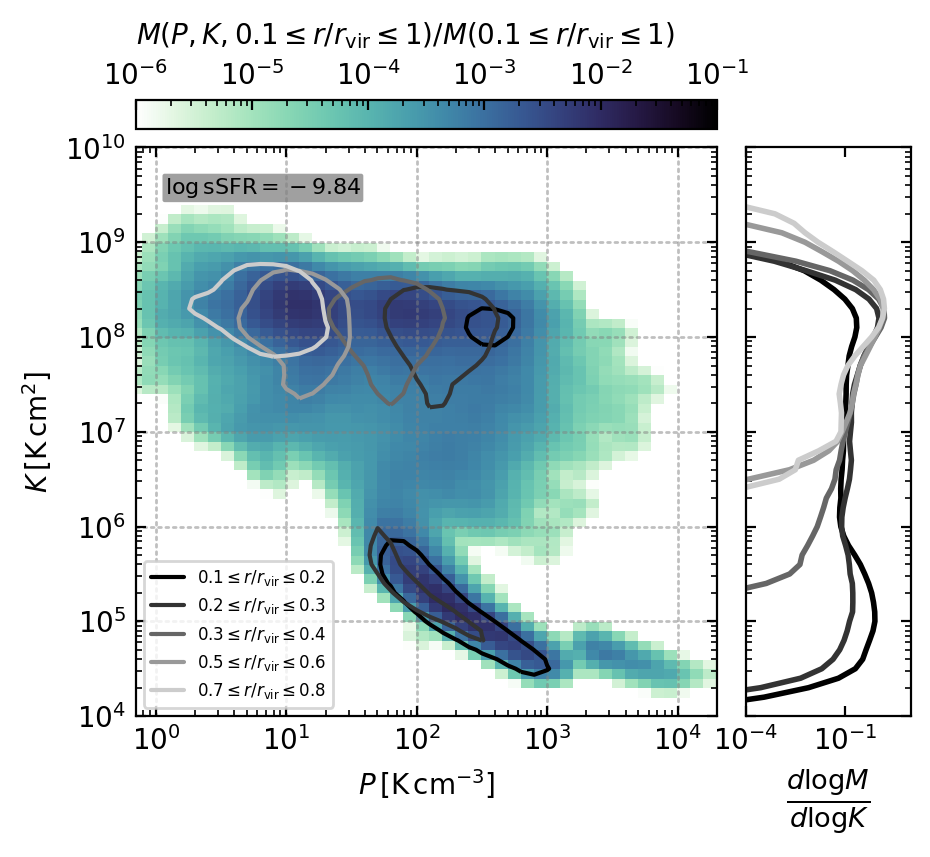 M(P, K, 0.1 ≤ r/r_vir ≤ 1)/M(0.1 ≤ r/r_vir ≤ 1)
10^−6 10^−5 10^−4 10^−3 10^−2 10^−1
10^10
log sSFR = −9.84
10^9
10^8
10^7
10^6
10^5
10^4
K [K cm^2]
0.1 ≤ r/r_vir ≤ 0.2
0.2 ≤ r/r_vir ≤ 0.3
0.3 ≤ r/r_vir ≤ 0.4
0.5 ≤ r/r_vir ≤ 0.6
0.7 ≤ r/r_vir ≤ 0.8
10^0 10^1 10^2 10^3 10^4 10^−4 10^−1
P [K cm^−3]
dlogM
dlogK